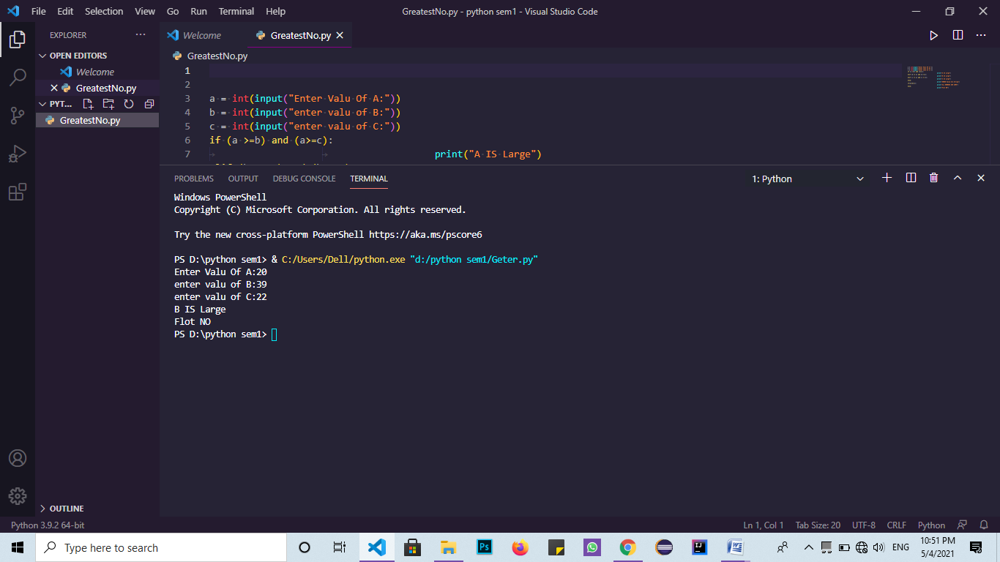 File Edit Selection View Go Run Terminal Help GreatestNo.py - python sem1 - Visual Studio Code
EXPLORER ···
OPEN EDITORS
Welcome
GreatestNo.py
PYT...
GreatestNo.py
OUTLINE
Welcome GreatestNo.py
GreatestNo.py
1
2
3 a = int(input("Enter Valu Of A:"))
4 b = int(input("enter valu of B:"))
5 c = int(input("enter valu of C:"))
6 if (a >=b) and (a>=c):
7 print("A IS Large")
PROBLEMS OUTPUT DEBUG CONSOLE TERMINAL 1: Python
Windows PowerShell
Copyright (C) Microsoft Corporation. All rights reserved.
Try the new cross-platform PowerShell https://aka.ms/pscore6
PS D:\python sem1> & C:/Users/Dell/python.exe "d:/python sem1/Geter.py"
Enter Valu Of A:20
enter valu of B:39
enter valu of C:22
B IS Large
Flot NO
PS D:\python sem1>
Python 3.9.2 64-bit Ln 1, Col 1 Tab Size: 20 UTF-8 CRLF Python
Type here to search
Ps
IJ
W
ENG
10:51 PM
5/4/2021